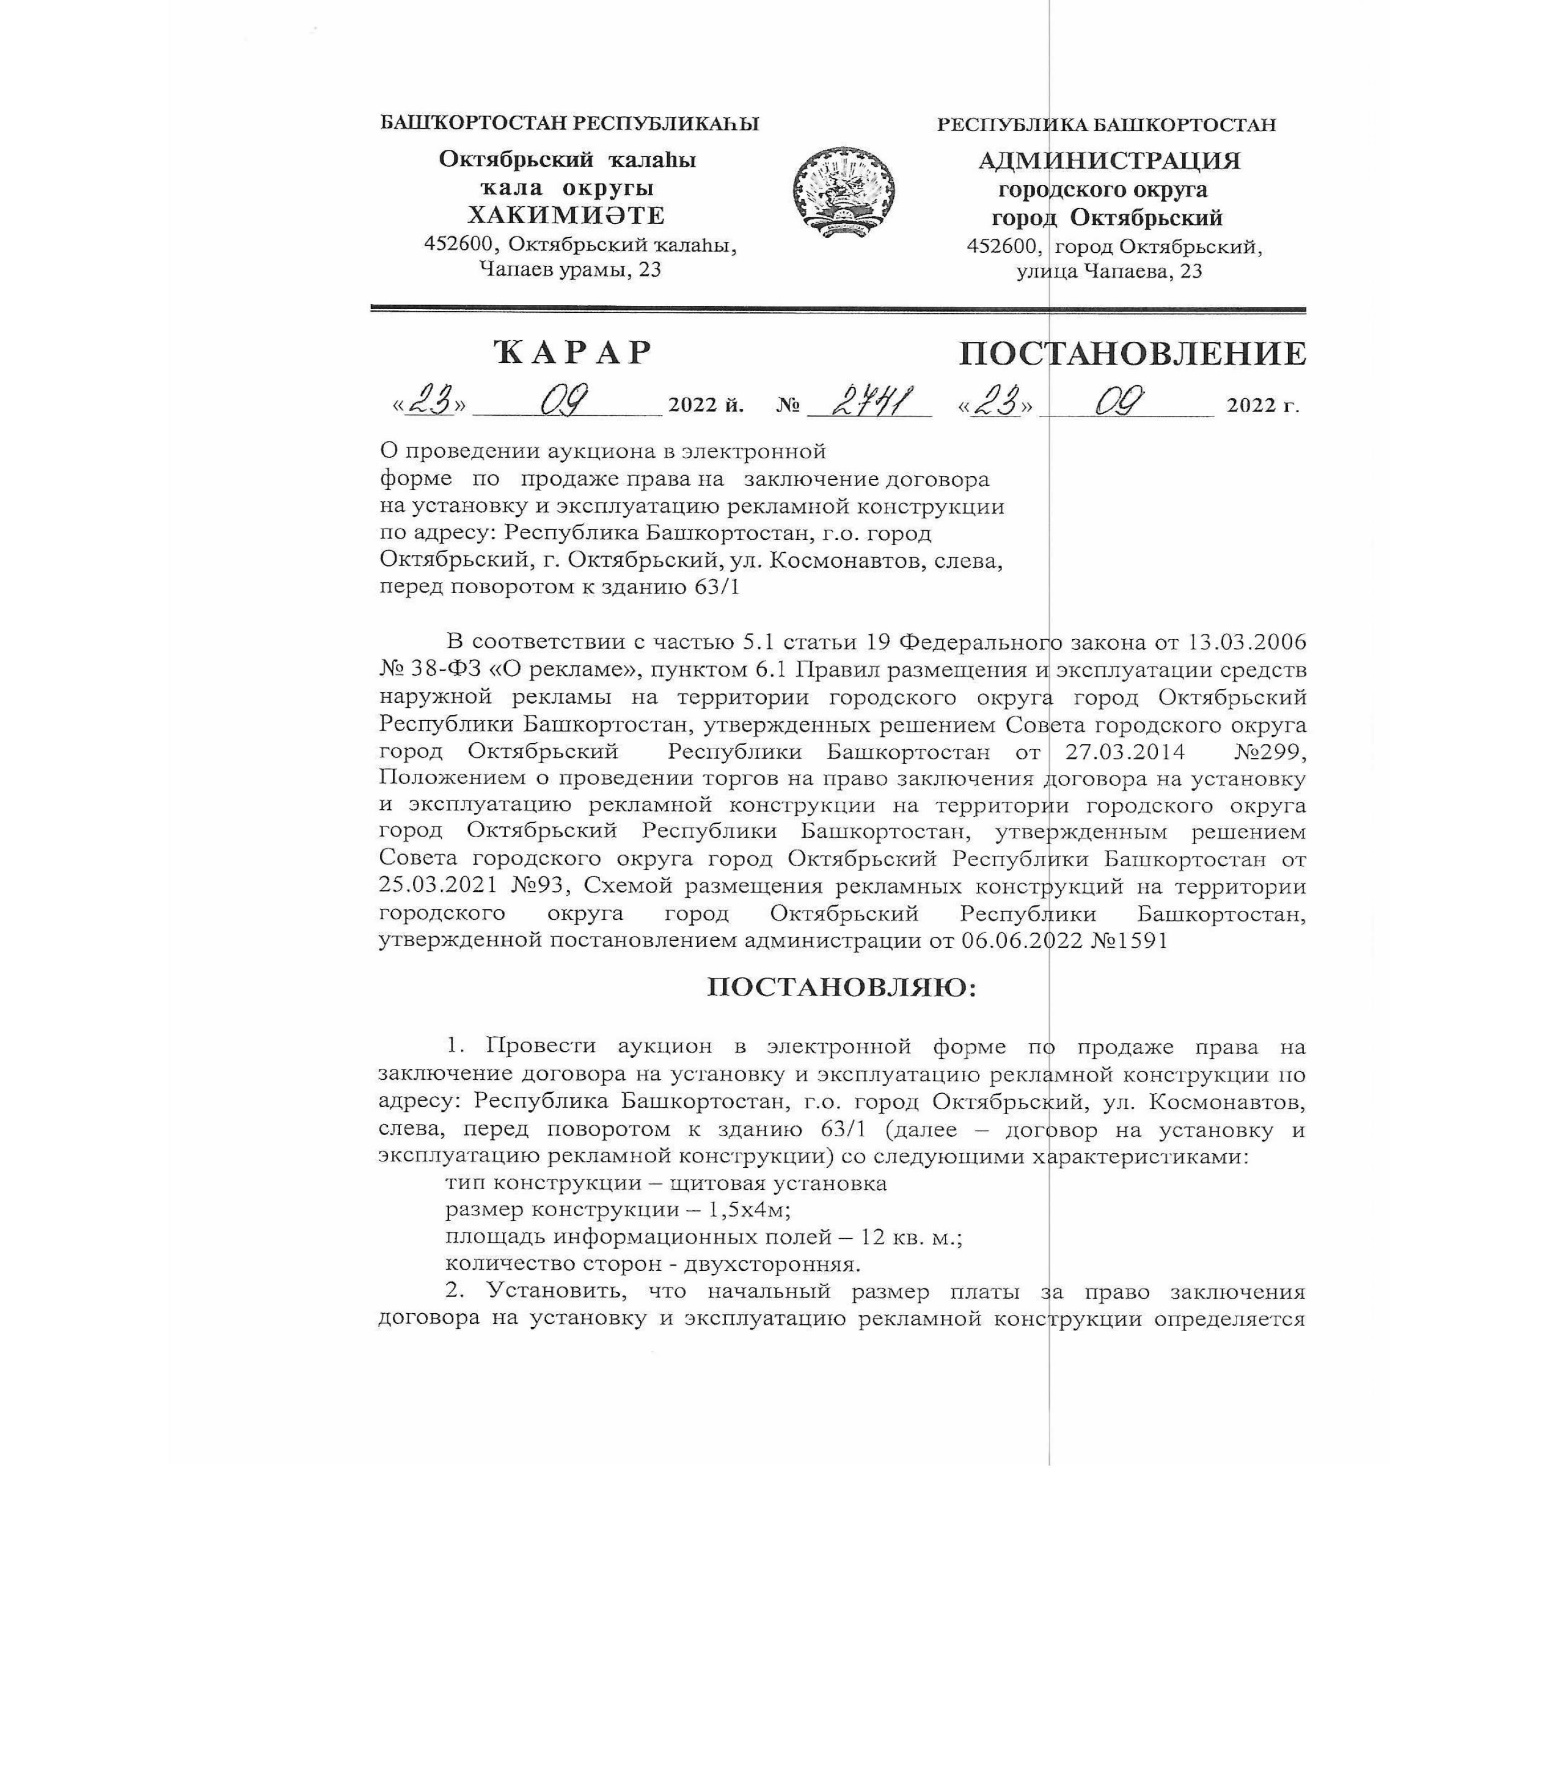 БАШҠОРТОСТАН РЕСПУБЛИКАҺЫ
Октябрьский ҡалаһы
ҡала округы
ХАКИМИӘТЕ
452600, Октябрьский ҡалаһы,
Чапаев урамы, 23
РЕСПУБЛИКА БАШКОРТОСТАН
АДМИНИСТРАЦИЯ
городского округа
город Октябрьский
452600, город Октябрьский,
улица Чапаева, 23
ҠАРАР
ПОСТАНОВЛЕНИЕ
«23» 09 2022 й. № 2741 «23» 09 2022 г.
О проведении аукциона в электронной
форме по продаже права на заключение договора
на установку и эксплуатацию рекламной конструкции
по адресу: Республика Башкортостан, г.о. город
Октябрьский, г. Октябрьский, ул. Космонавтов, слева,
перед поворотом к зданию 63/1
В соответствии с частью 5.1 статьи 19 Федерального закона от 13.03.2006
№ 38-ФЗ «О рекламе», пунктом 6.1 Правил размещения и эксплуатации средств
наружной рекламы на территории городского округа город Октябрьский
Республики Башкортостан, утвержденных решением Совета городского округа
город Октябрьский Республики Башкортостан от 27.03.2014 №299,
Положением о проведении торгов на право заключения договора на установку
и эксплуатацию рекламной конструкции на территории городского округа
город Октябрьский Республики Башкортостан, утвержденным решением
Совета городского округа город Октябрьский Республики Башкортостан от
25.03.2021 №93, Схемой размещения рекламных конструкций на территории
городского округа город Октябрьский Республики Башкортостан,
утвержденной постановлением администрации от 06.06.2022 №1591
ПОСТАНОВЛЯЮ:
1. Провести аукцион в электронной форме по продаже права на
заключение договора на установку и эксплуатацию рекламной конструкции по
адресу: Республика Башкортостан, г.о. город Октябрьский, ул. Космонавтов,
слева, перед поворотом к зданию 63/1 (далее – договор на установку и
эксплуатацию рекламной конструкции) со следующими характеристиками:
тип конструкции – щитовая установка
размер конструкции – 1,5х4м;
площадь информационных полей – 12 кв. м.;
количество сторон - двухсторонняя.
2. Установить, что начальный размер платы за право заключения
договора на установку и эксплуатацию рекламной конструкции определяется